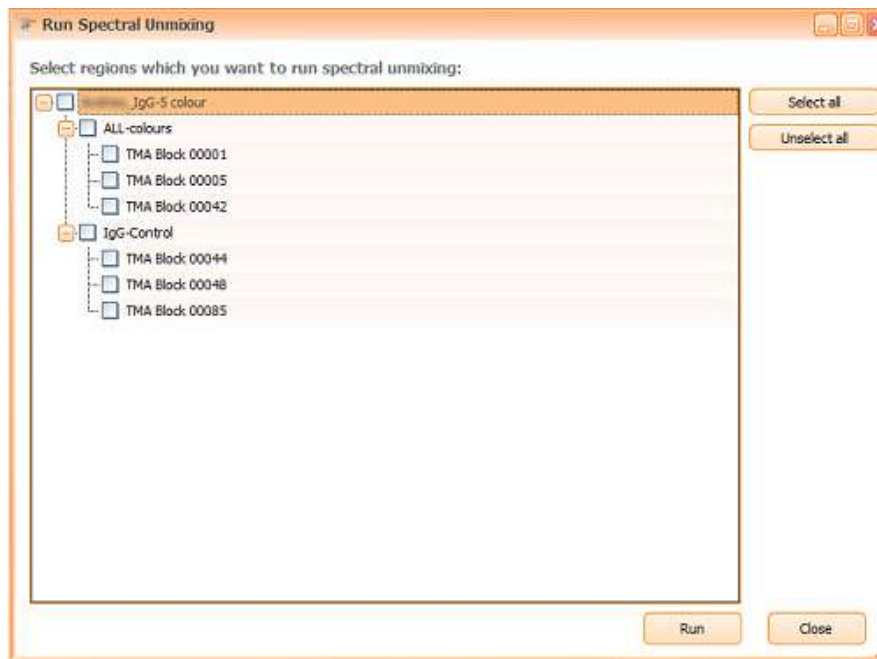 Run Spectral Unmixing
Select regions which you want to run spectral unmixing:
_IgG-5 colour
Select all
ALL-colours
Unselect all
TMA Block 00001
TMA Block 00005
TMA Block 00042
IgG-Control
TMA Block 00044
TMA Block 00048
TMA Block 00085
Run
Close